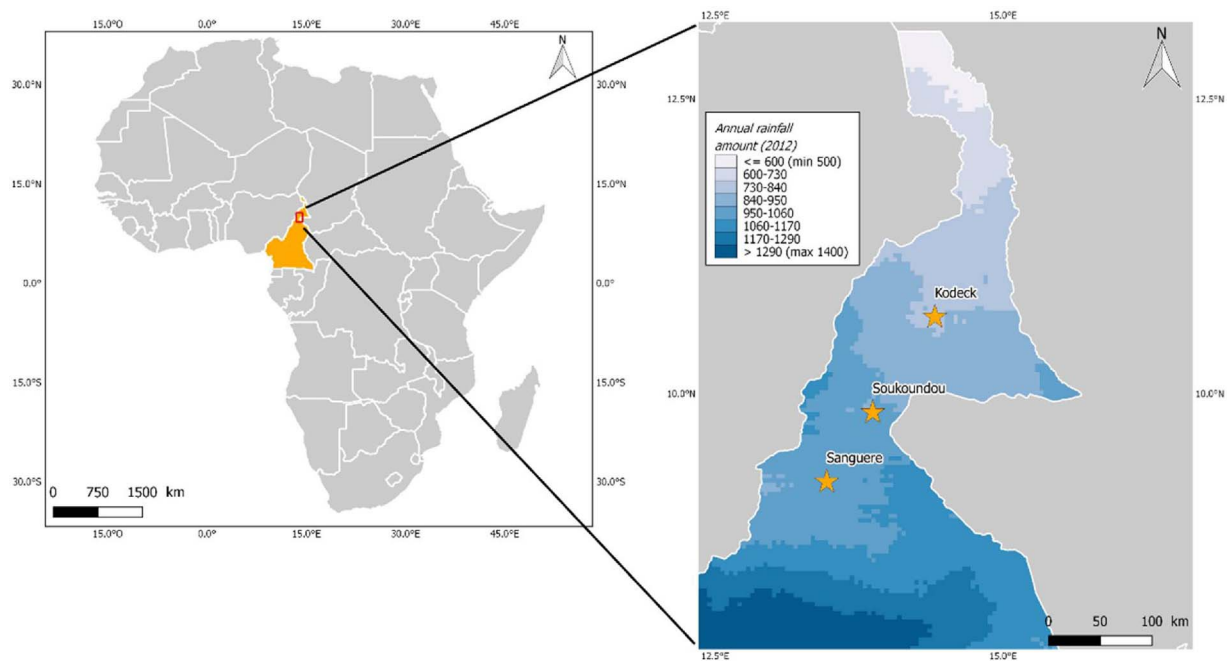 15.0°O 0.0° 15.0°E 30.0°E 45.0°E
N
30.0°N 30.0°N
15.0°N 15.0°N
0.0° 0.0°
15.0°S 15.0°S
30.0°S 30.0°S
0 750 1500 km
15.0°O 0.0° 15.0°E 30.0°E 45.0°E
12.5°E 15.0°E
N
12.5°N 12.5°N
Annual rainfall
amount (2012)
<= 600 (min 500)
600-730
730-840
840-950
950-1060
1060-1170
1170-1290
> 1290 (max 1400)
Kodeck
Soukoundou
10.0°N 10.0°N
Sanguere
0 50 100 km
12.5°E 15.0°E